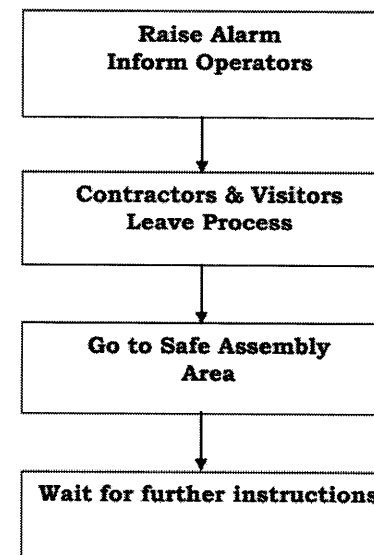 Raise Alarm
Inform Operators
Contractors & Visitors
Leave Process
Go to Safe Assembly
Area
Wait for further instructions